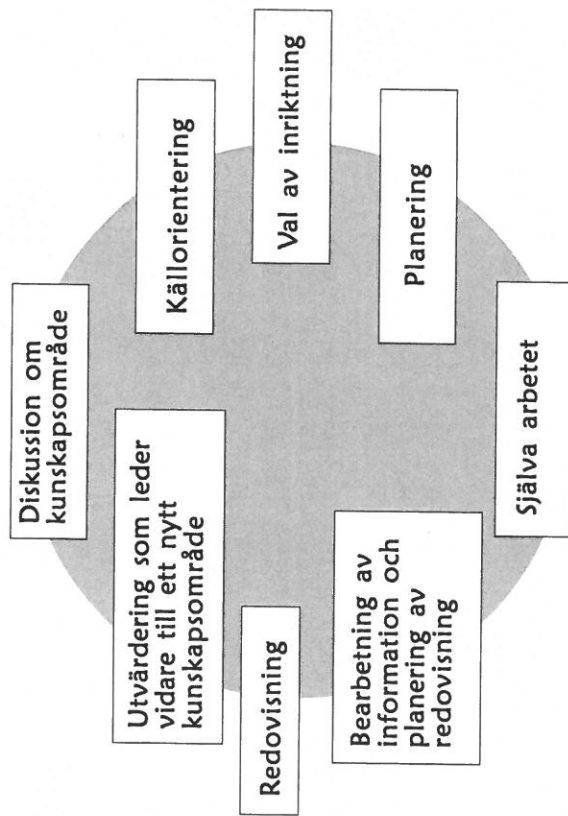 Diskussion om
kunskapsområde
Källorientering
Val av inriktning
Planering
Själva arbetet
Bearbetning av
information och
planering av
redovisning
Redovisning
Utvärdering som leder
vidare till ett nytt
kunskapsområde